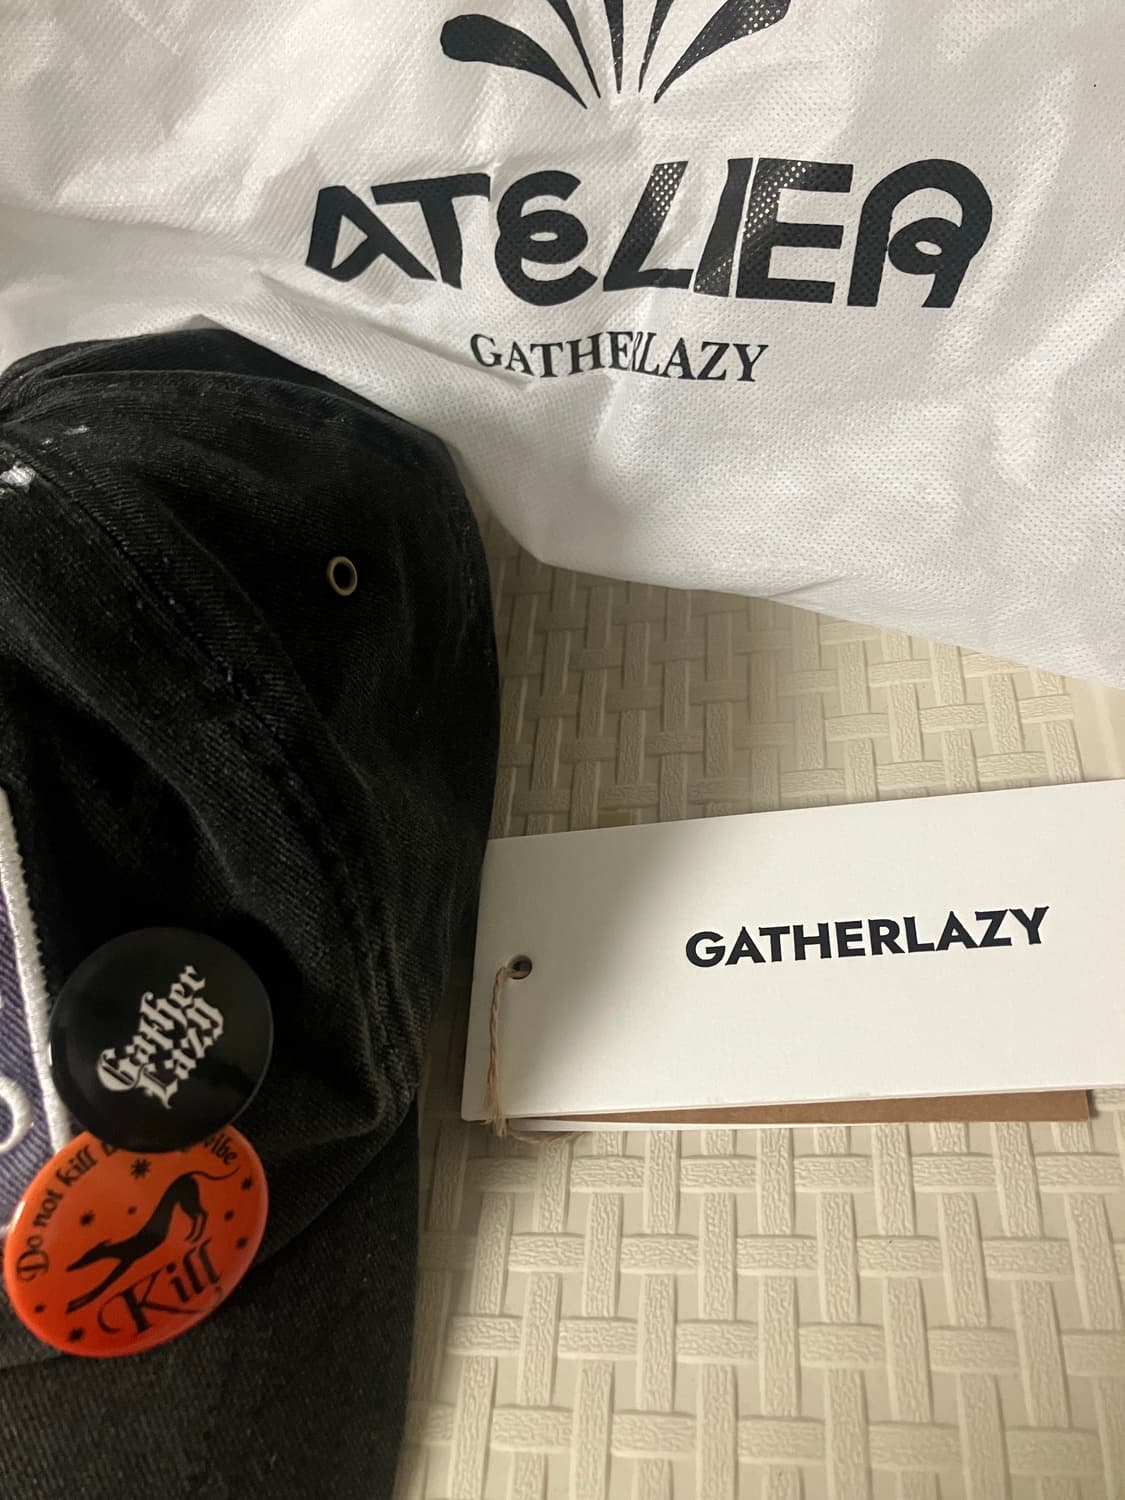 ATELIER
GATHERLAZY
GATHERLAZY
Gather
Lazy
Do not kill
Kill